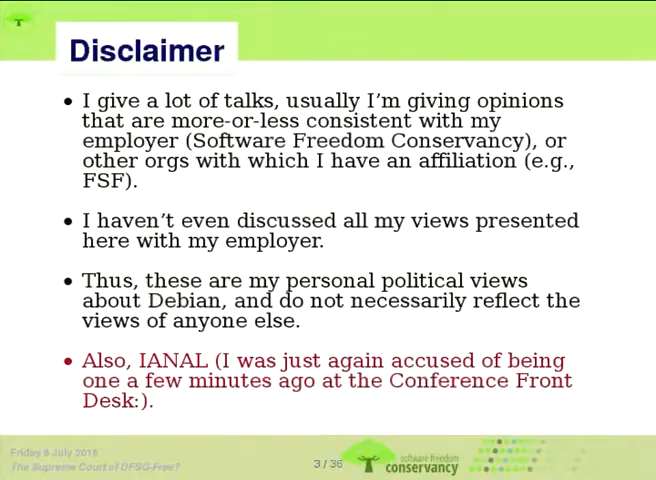 Disclaimer
• I give a lot of talks, usually I'm giving opinions
that are more-or-less consistent with my
employer (Software Freedom Conservancy), or
other orgs with which I have an affiliation (e.g.,
FSF).
• I haven't even discussed all my views presented
here with my employer.
• Thus, these are my personal political views
about Debian, and do not necessarily reflect the
views of anyone else.
• Also, IANAL (I was just again accused of being
one a few minutes ago at the Conference Front
Desk:).
Friday 8 July 2016
The Supreme Court of DFSG-Free?
3 / 36
software freedom
conservancy